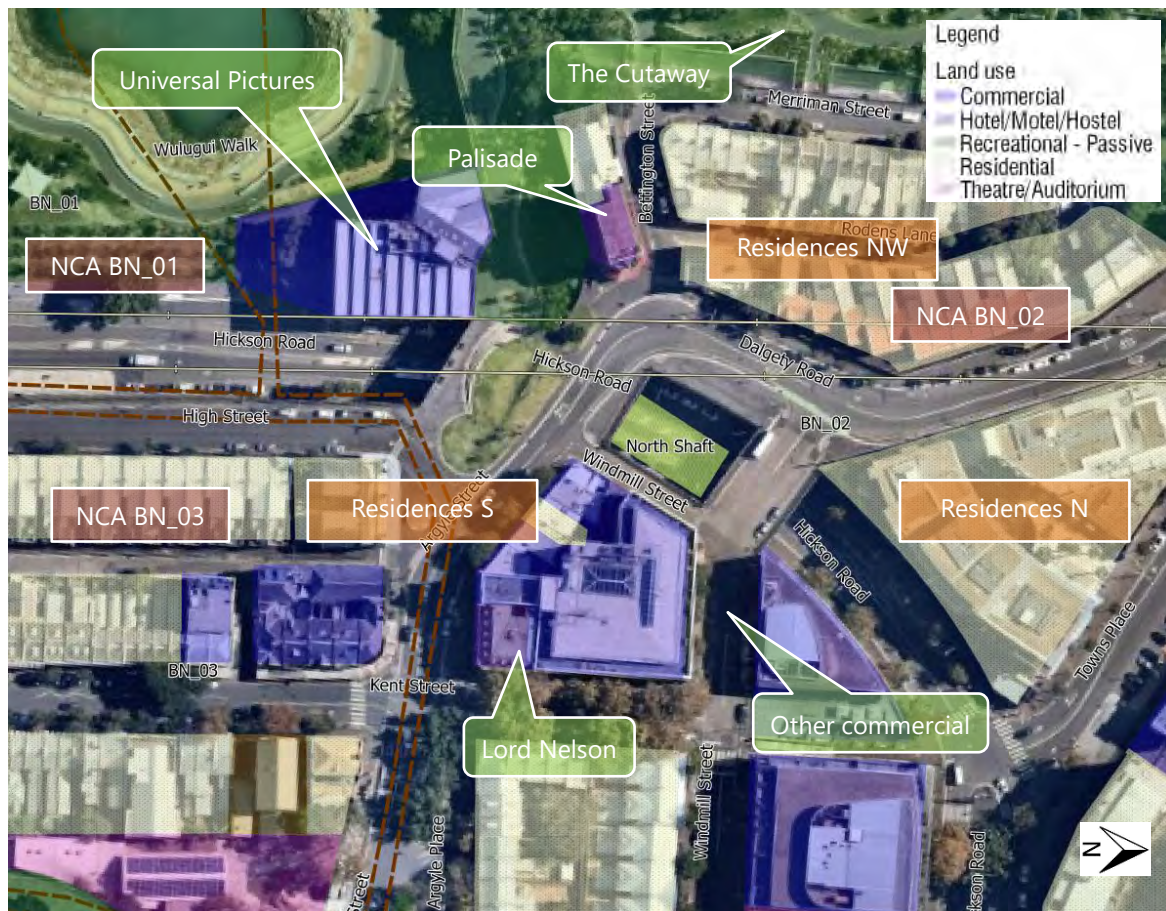 Legend
Land use
Commercial
Hotel/Motel/Hostel
Recreational - Passive
Residential
Theatre/Auditorium
Universal Pictures
The Cutaway
Merriman Street
Wulugui Walk
Palisade
Bettington Street
BN_01
Rodens Lane
Residences NW
NCA BN_01
NCA BN_02
Hickson Road
Hickson Road
Dalgety Road
High Street
BN_02
North Shaft
Windmill Street
NCA BN_03
Residences S
Argyle Street
Residences N
Hickson Road
Towns Place
BN_03
Kent Street
Other commercial
Lord Nelson
Windmill Street
Argyle Place
Street
ckson Road
N